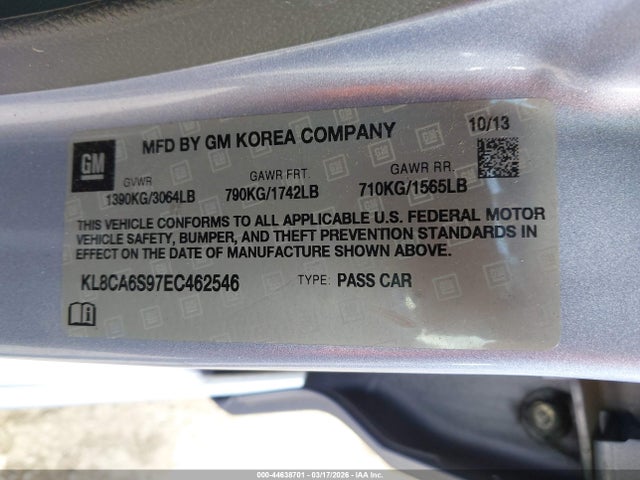 MFD BY GM KOREA COMPANY
10/13
GM
GVWR GAWR FRT. GAWR RR.
1390KG/3064LB 790KG/1742LB 710KG/1565LB
THIS VEHICLE CONFORMS TO ALL APPLICABLE U.S. FEDERAL MOTOR
VEHICLE SAFETY, BUMPER, AND THEFT PREVENTION STANDARDS IN
EFFECT ON THE DATE OF MANUFACTURE SHOWN ABOVE.
KL8CA6S97EC462546 TYPE: PASS CAR
000-44638701 - 03/17/2026 - IAAI.COM